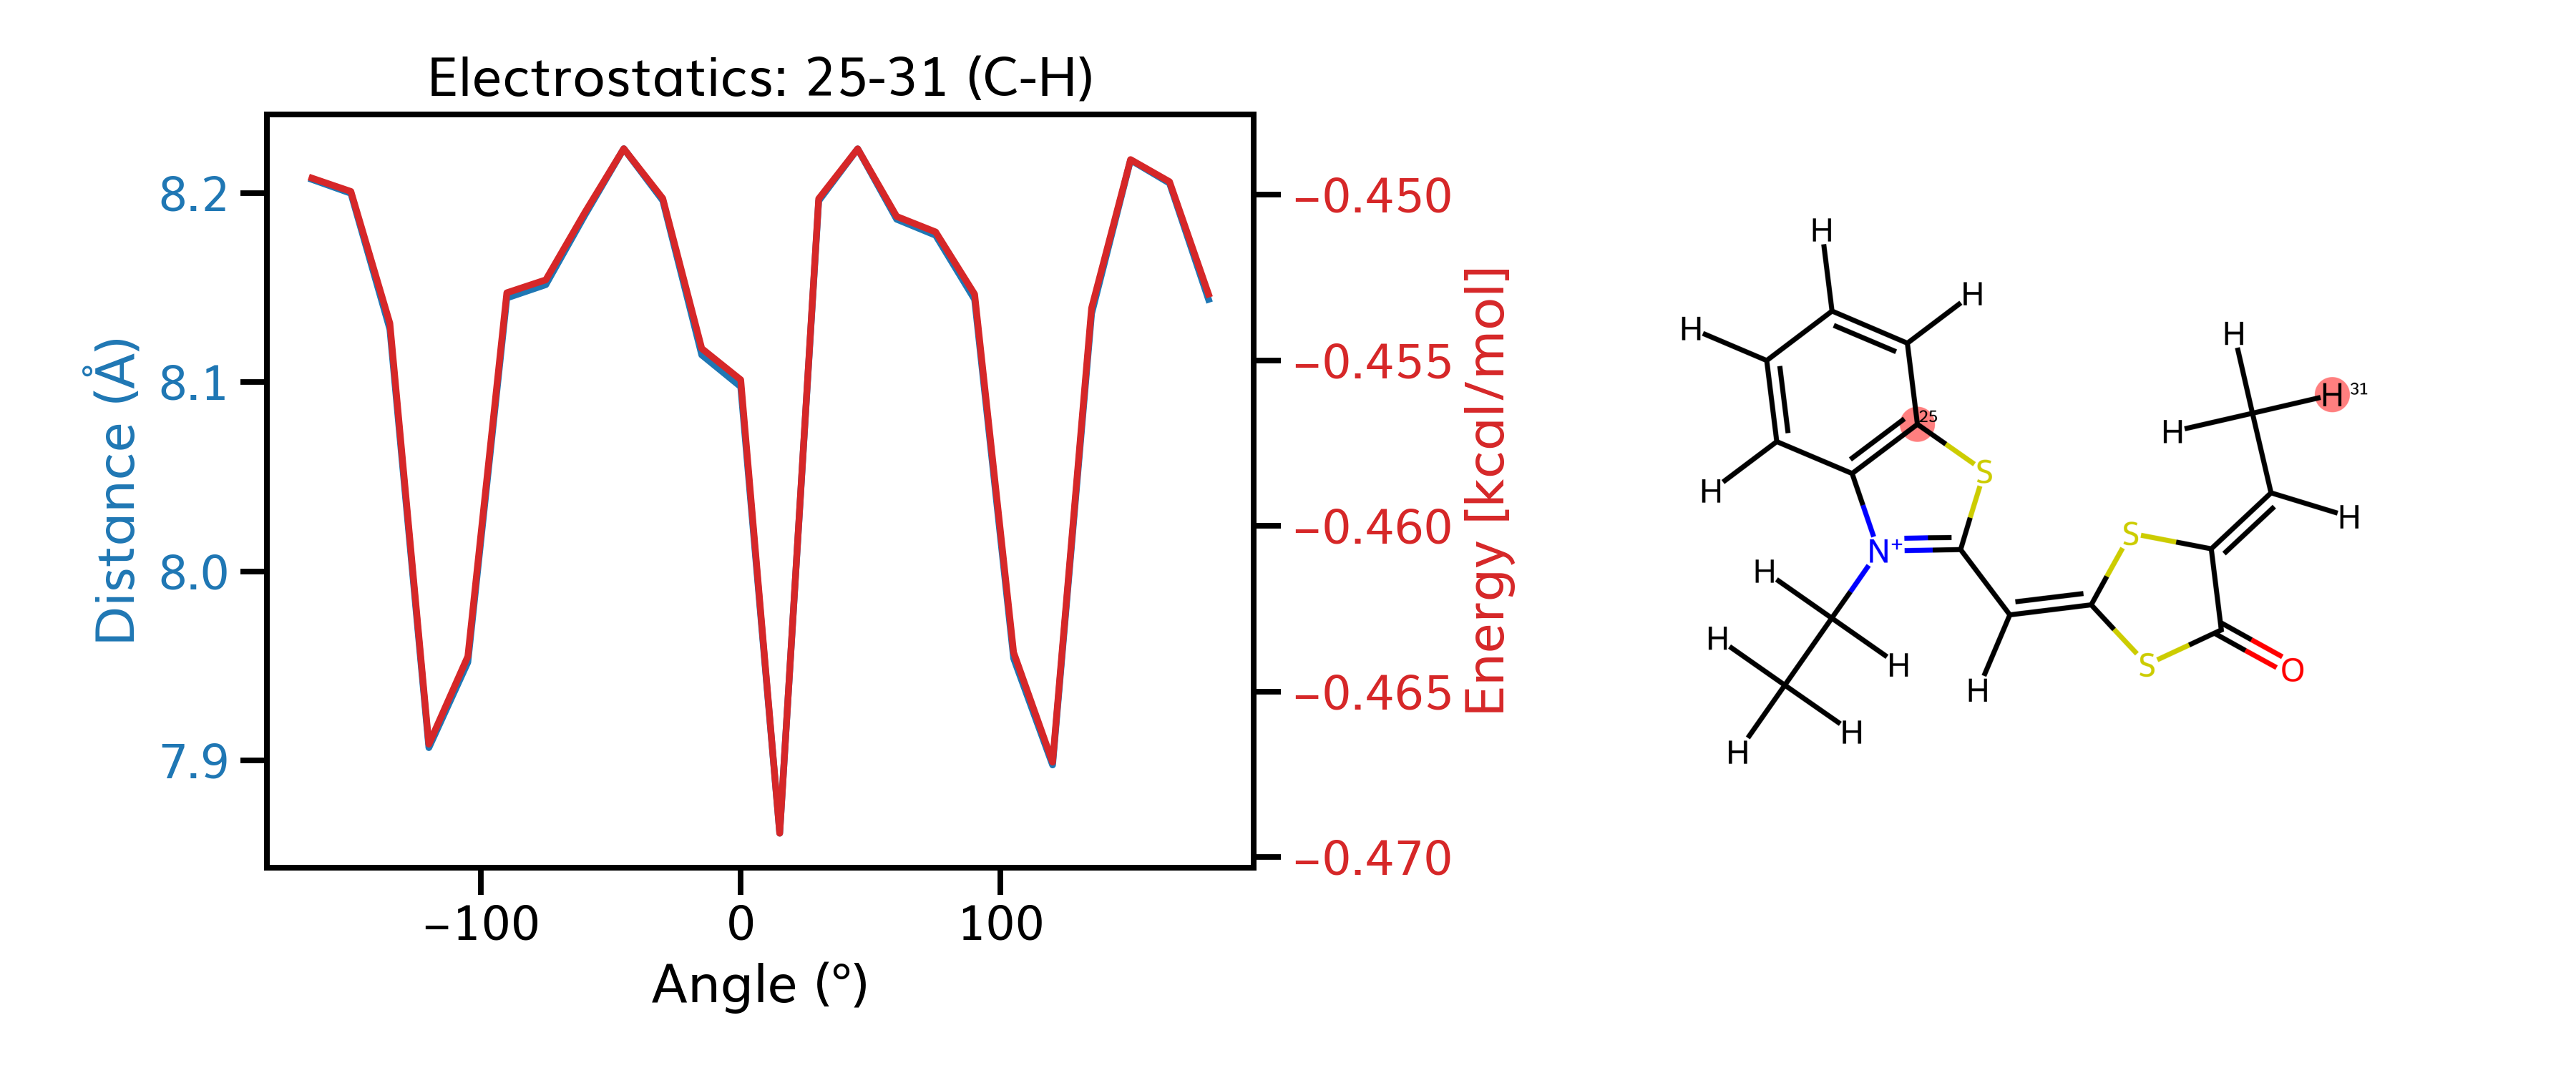 Electrostatics: 25-31 (C-H)
Distance (Å)
8.2
8.1
8.0
7.9
−100
0
100
Angle (°)
−0.450
−0.455
−0.460
−0.465
−0.470
Energy [kcal/mol]
H
H
H
H
H
H 31
25
S
H
H
H
S
N+
H
H
H
S
O
H
H
H